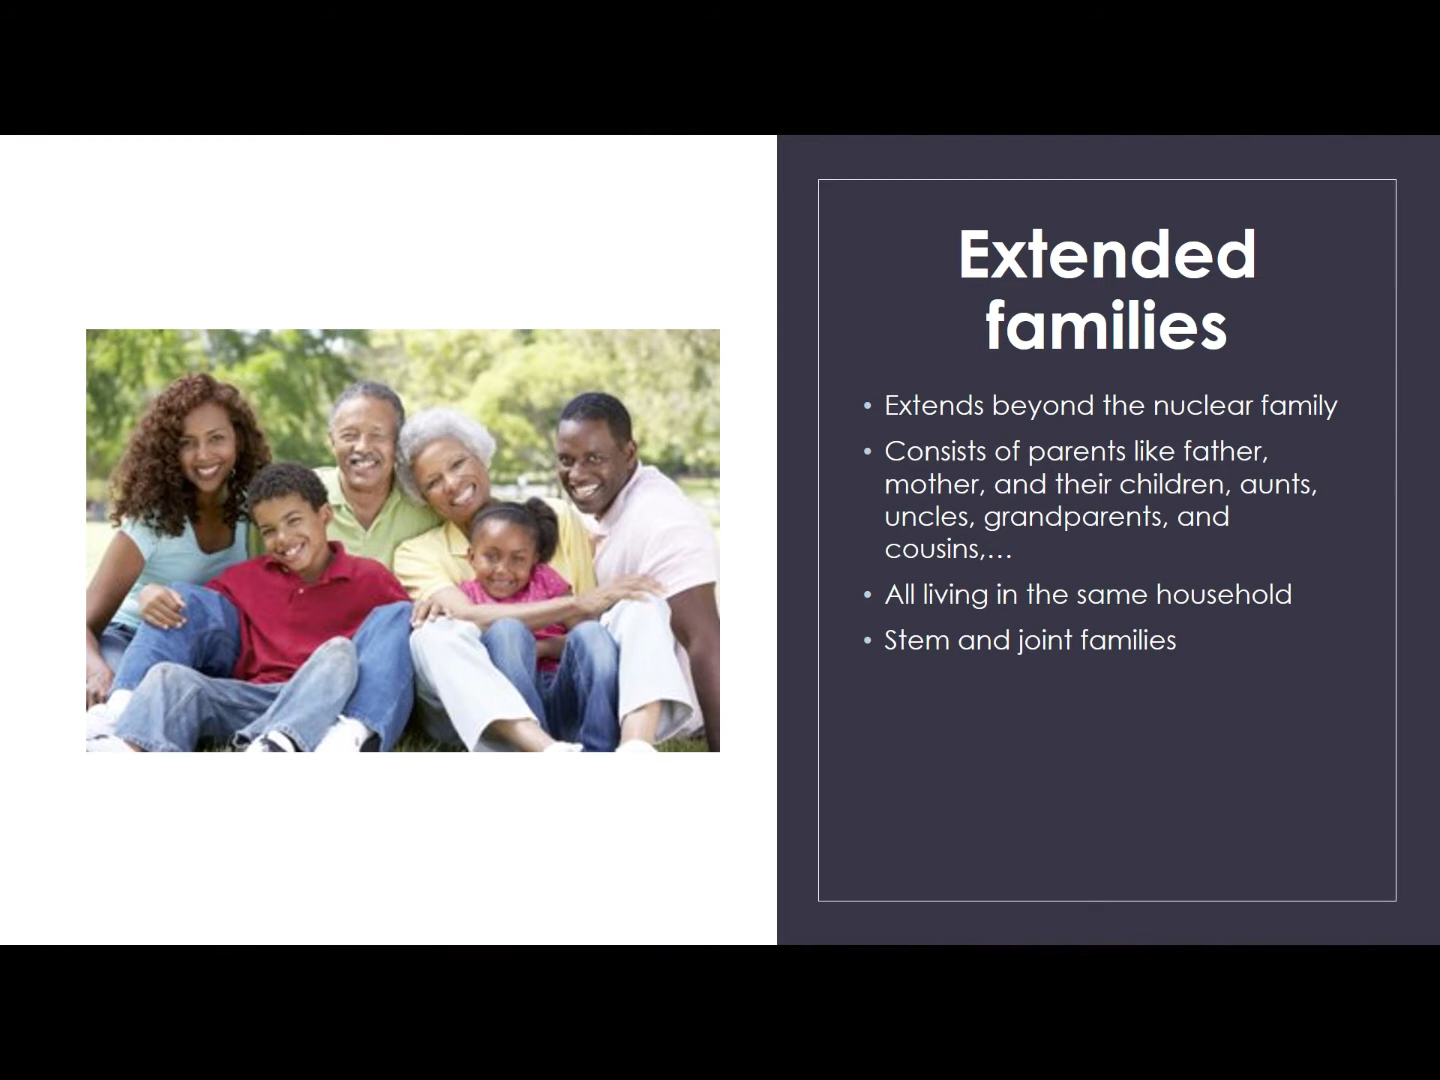 Extended
families
• Extends beyond the nuclear family
• Consists of parents like father,
mother, and their children, aunts,
uncles, grandparents, and
cousins,…
• All living in the same household
• Stem and joint families